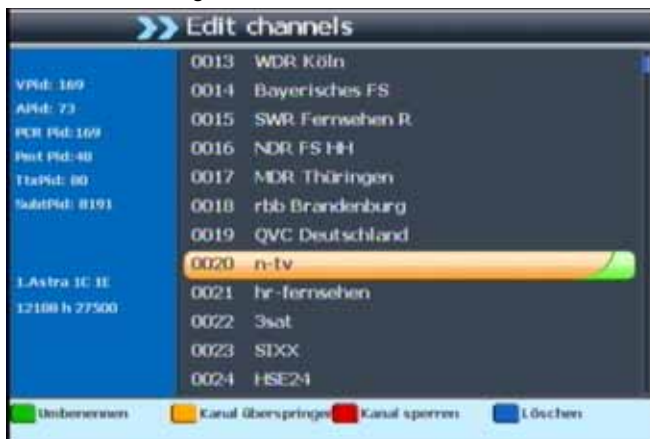 Edit channels
VPid: 169
APid: 73
PCR Pid:169
Pmt Pid:40
TtxPid: 80
SubtPid: 8191
1.Astra 1C 1E
12188 h 27500
0013 WDR Köln
0014 Bayerisches FS
0015 SWR Fernsehen R
0016 NDR FS HH
0017 MDR Thüringen
0018 rbb Brandenburg
0019 QVC Deutschland
0020 n-tv
0021 hr-fernsehen
0022 3sat
0023 SIXX
0024 HSE24
Umbenennen Kanal überspringe Kanal sperren Löschen